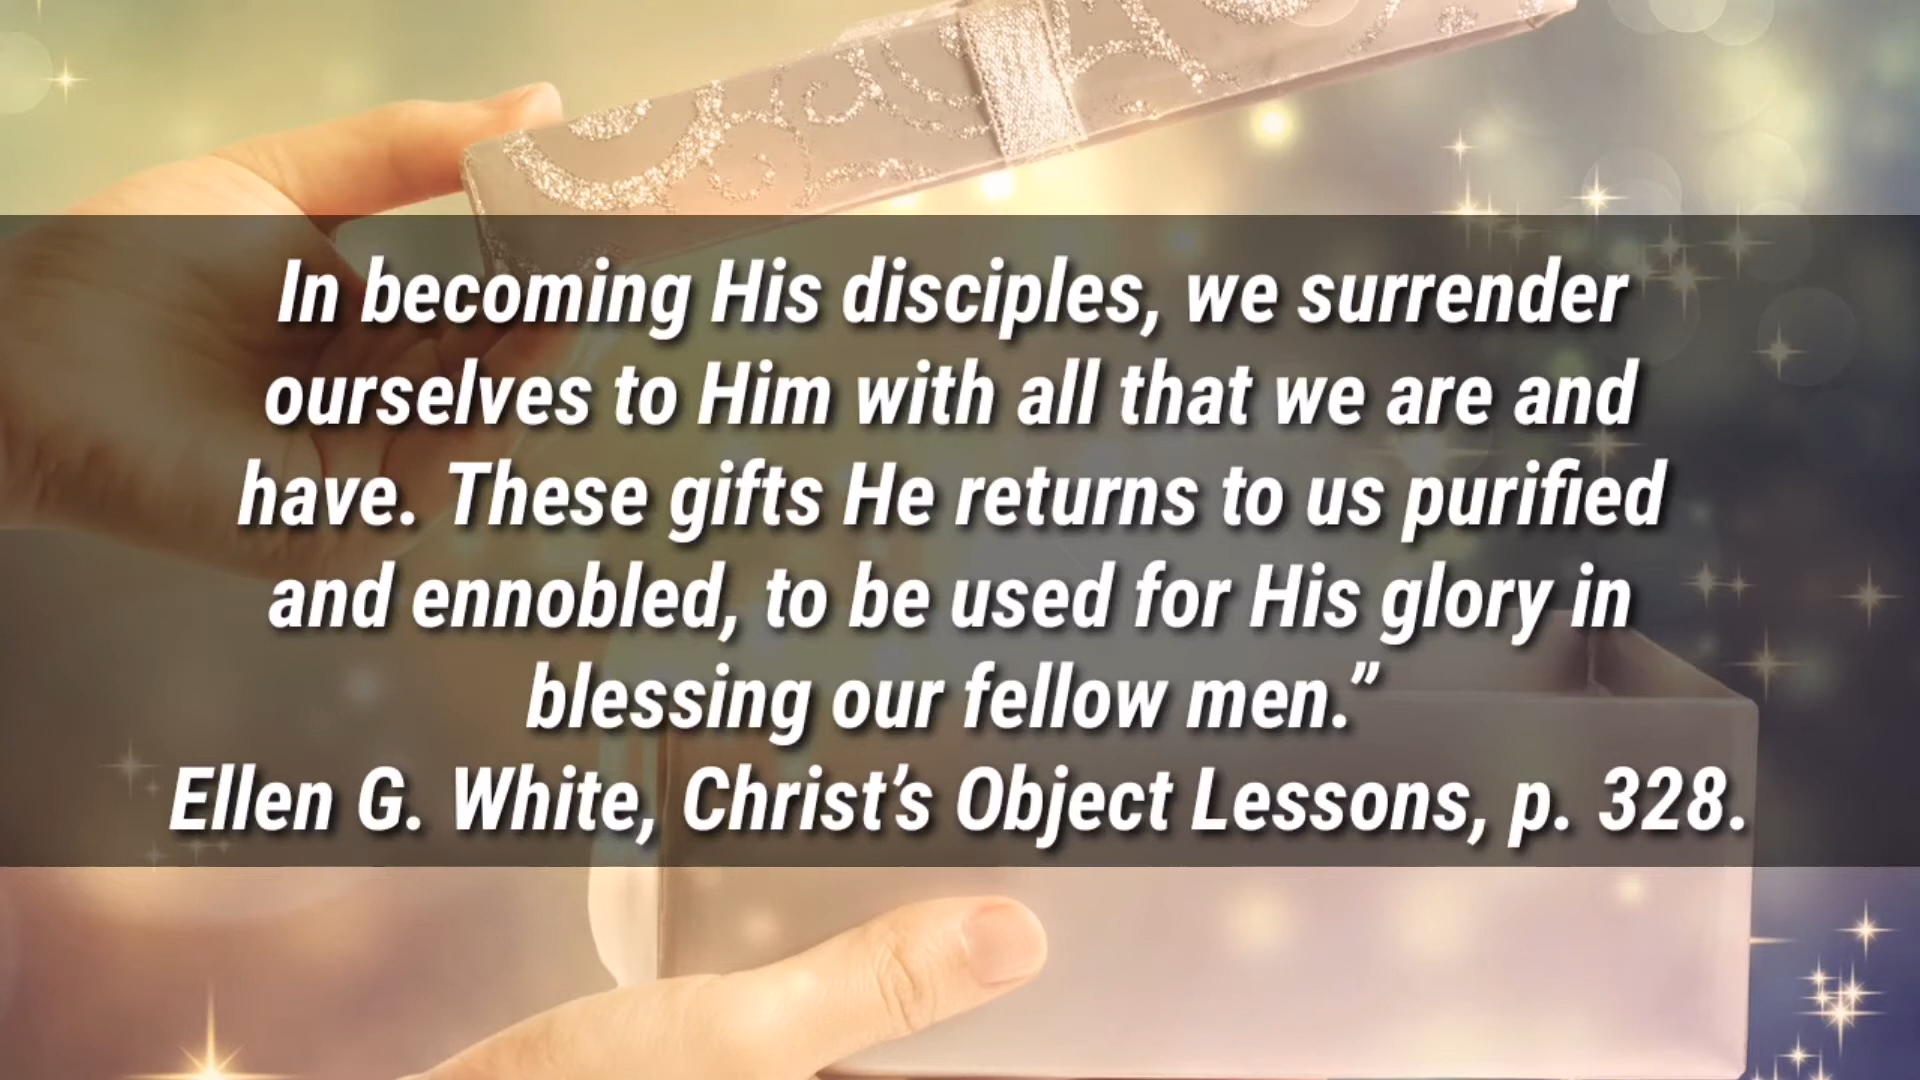 In becoming His disciples, we surrender
ourselves to Him with all that we are and
have. These gifts He returns to us purified
and ennobled, to be used for His glory in
blessing our fellow men.”
Ellen G. White, Christ’s Object Lessons, p. 328.